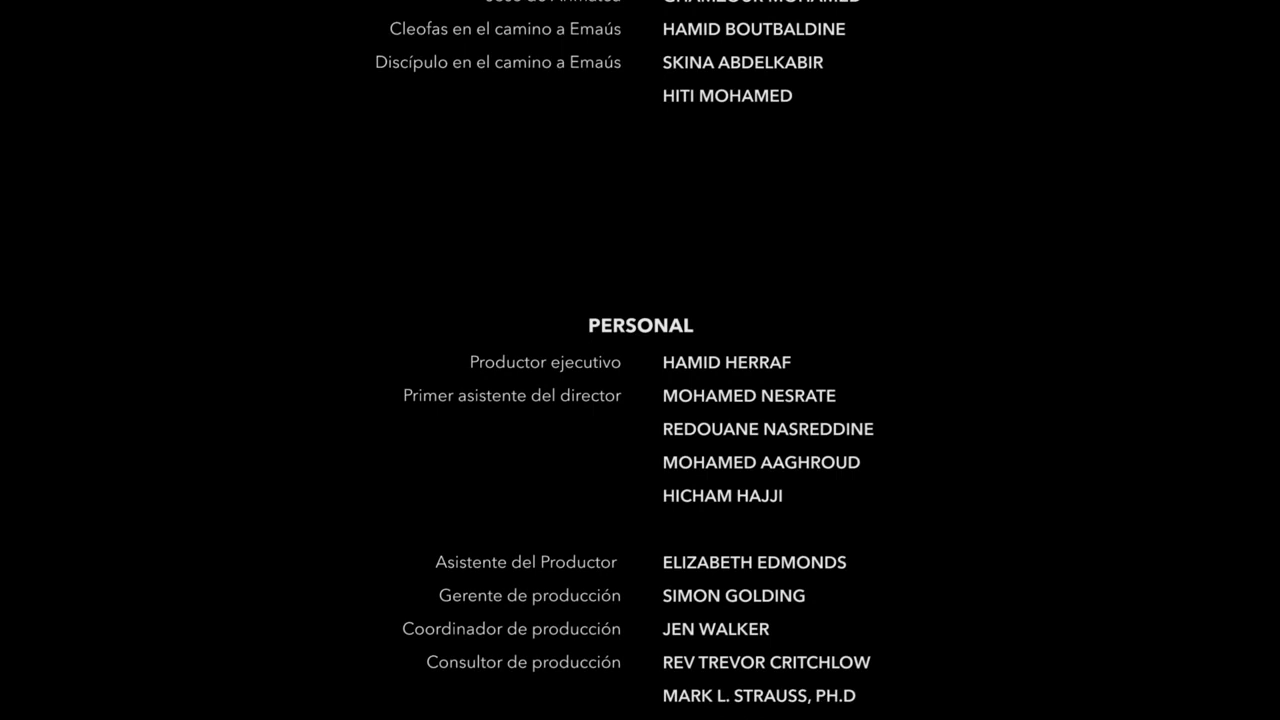 Cleofas en el camino a Emaús HAMID BOUTBALDINE
Discípulo en el camino a Emaús SKINA ABDELKABIR
HITI MOHAMED
PERSONAL
Productor ejecutivo HAMID HERRAF
Primer asistente del director MOHAMED NESRATE
REDOUANE NASREDDINE
MOHAMED AAGHROUD
HICHAM HAJJI
Asistente del Productor ELIZABETH EDMONDS
Gerente de producción SIMON GOLDING
Coordinador de producción JEN WALKER
Consultor de producción REV TREVOR CRITCHLOW
MARK L. STRAUSS, PH.D